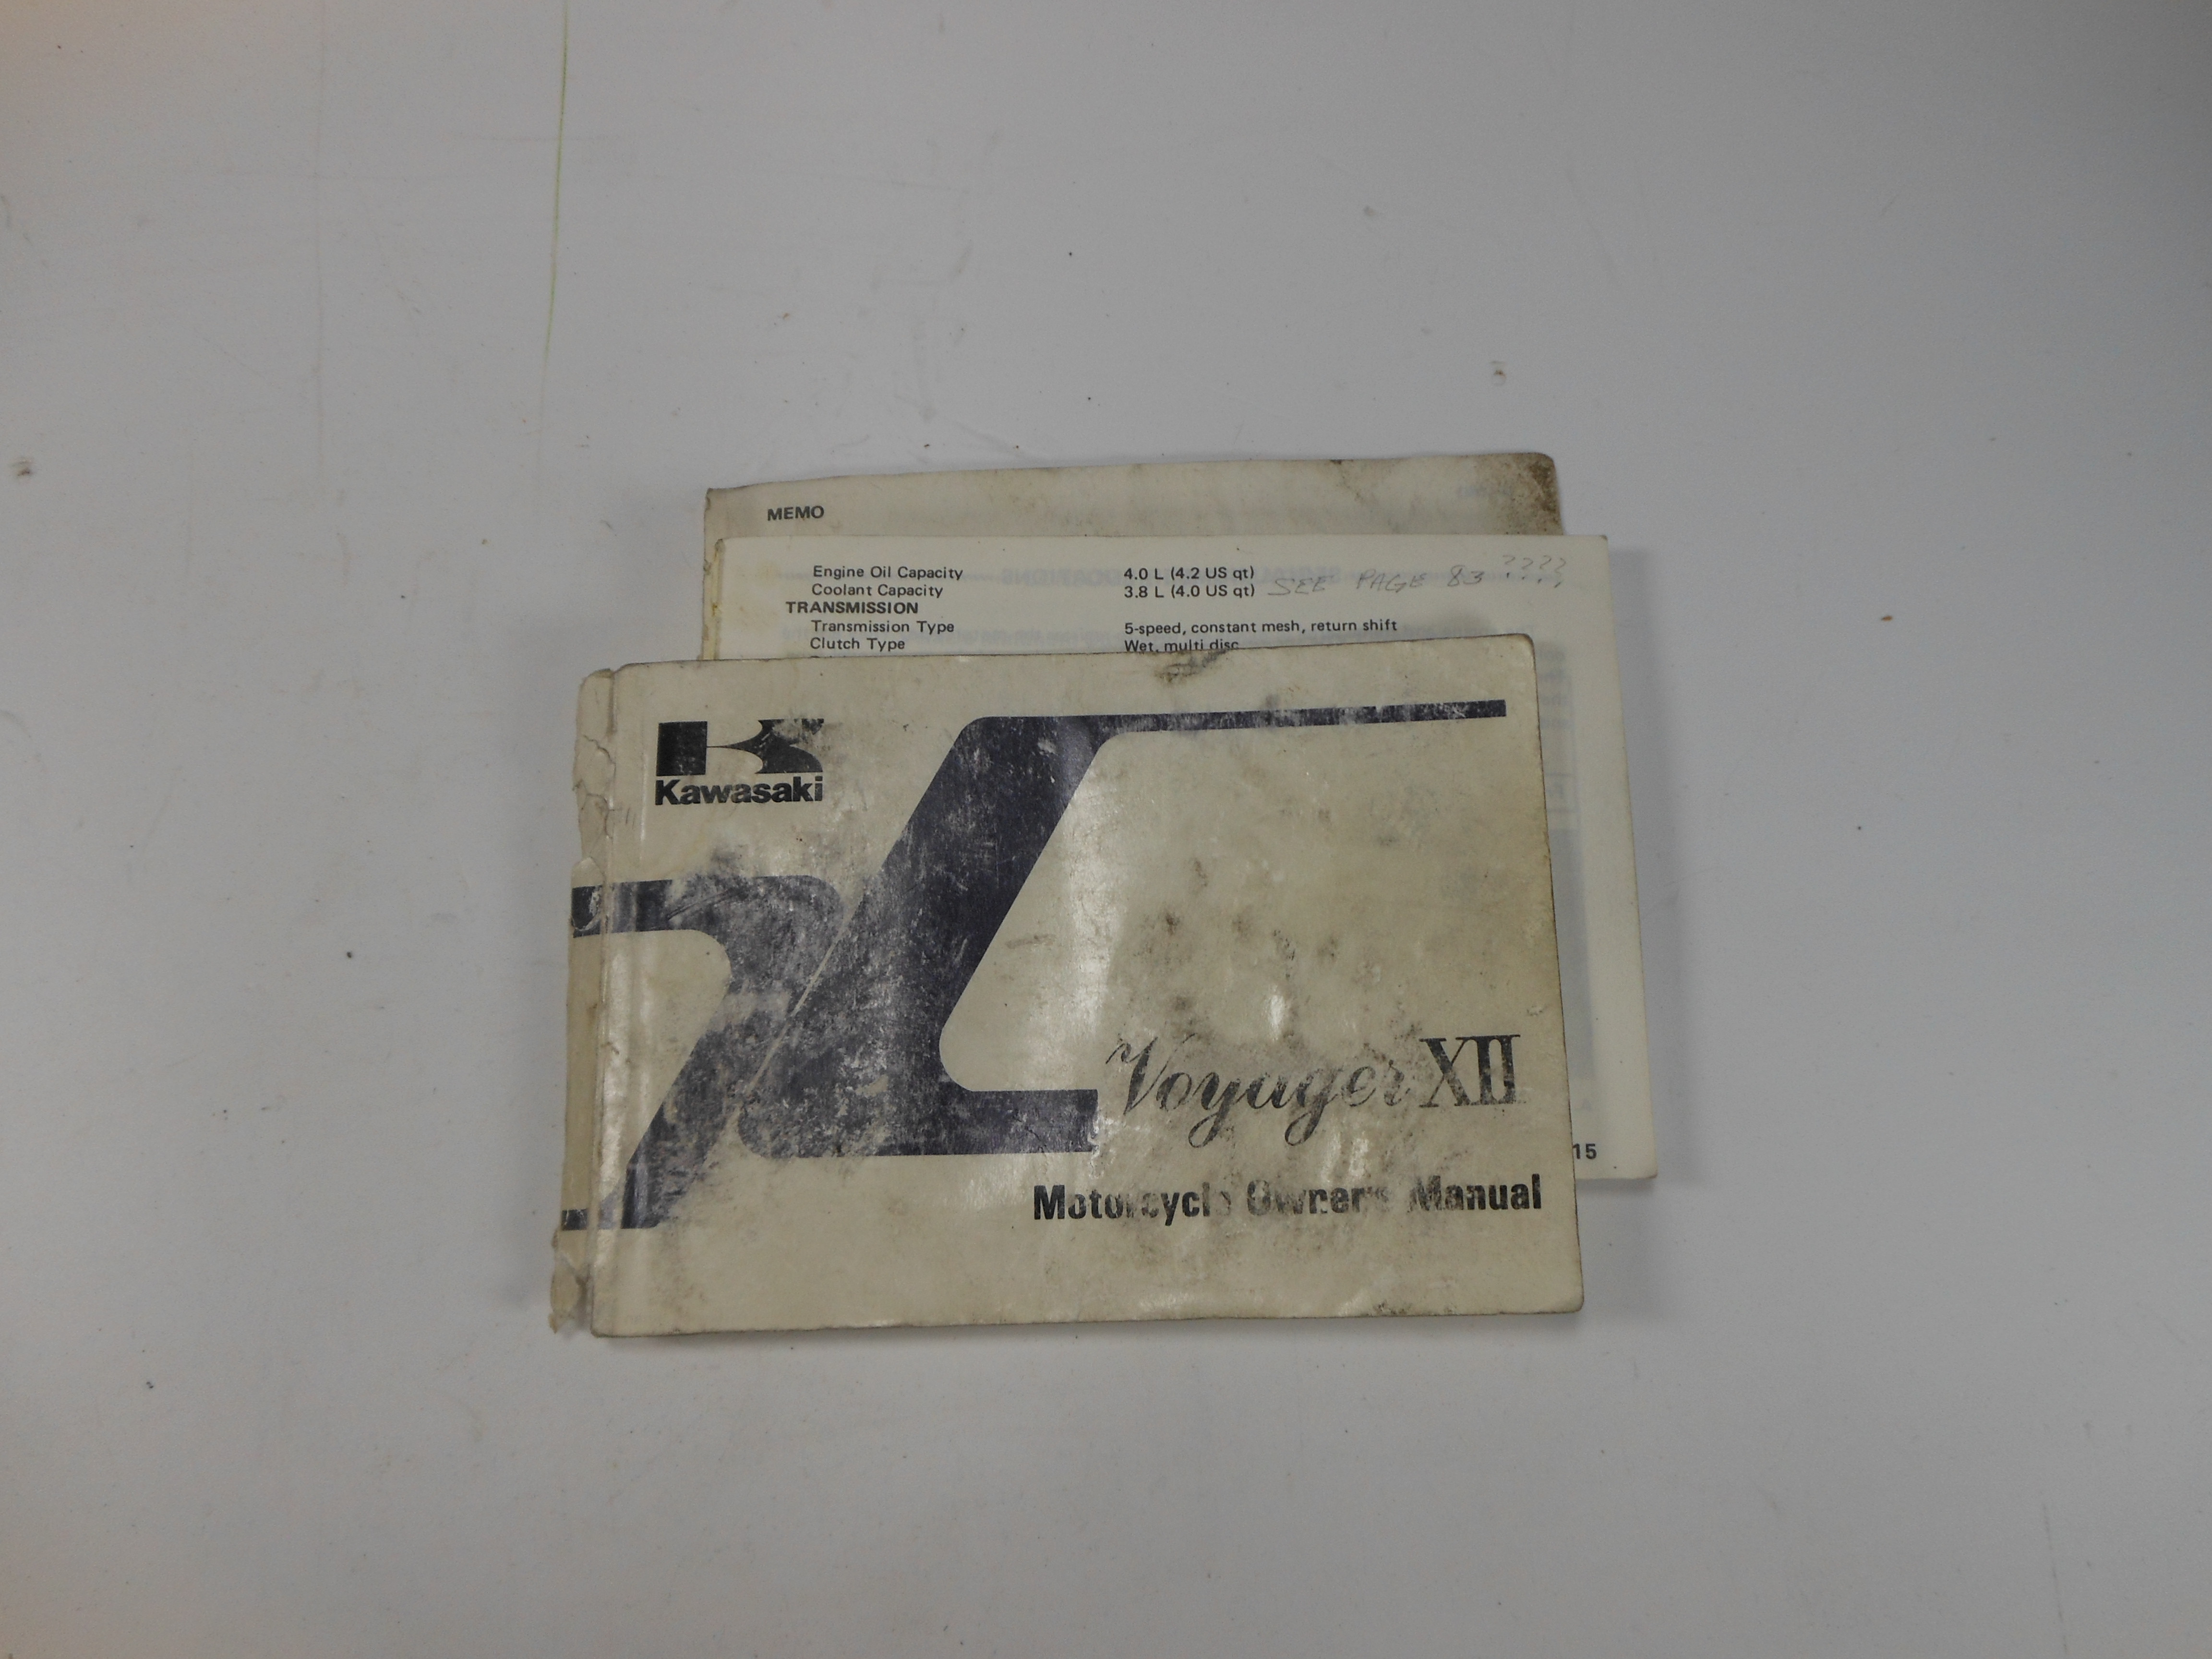 MEMO
Engine Oil Capacity 4.0 L (4.2 US qt)
Coolant Capacity 3.8 L (4.0 US qt) SEE PAGE 83 ????
TRANSMISSION
Transmission Type 5-speed, constant mesh, return shift
Clutch Type Wet, multi disc
Kawasaki
Voyager XII
15
Motorcycle Owner's Manual